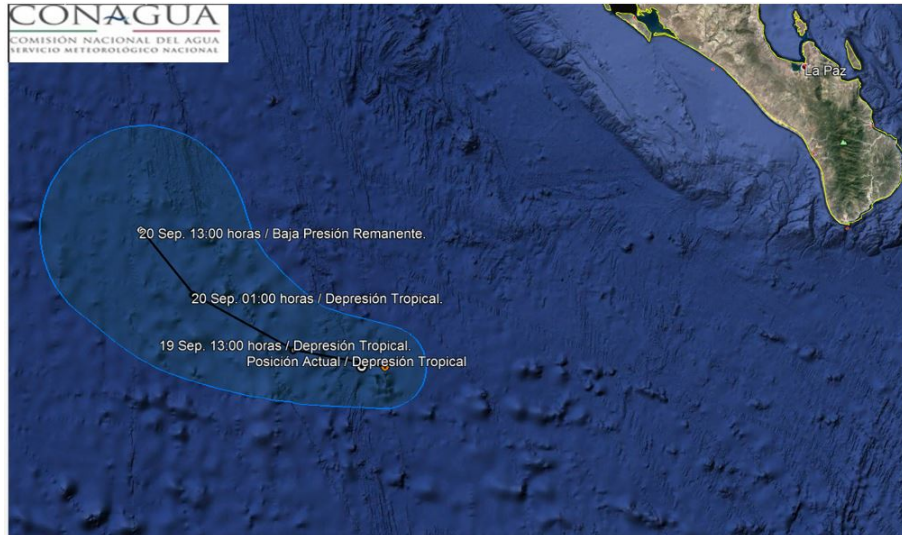 CONAGUA
COMISIÓN NACIONAL DEL AGUA
SERVICIO METEOROLÓGICO NACIONAL
La Paz
20 Sep. 13:00 horas / Baja Presión Remanente.
20 Sep. 01:00 horas / Depresión Tropical.
19 Sep. 13:00 horas / Depresión Tropical.
Posición Actual / Depresión Tropical